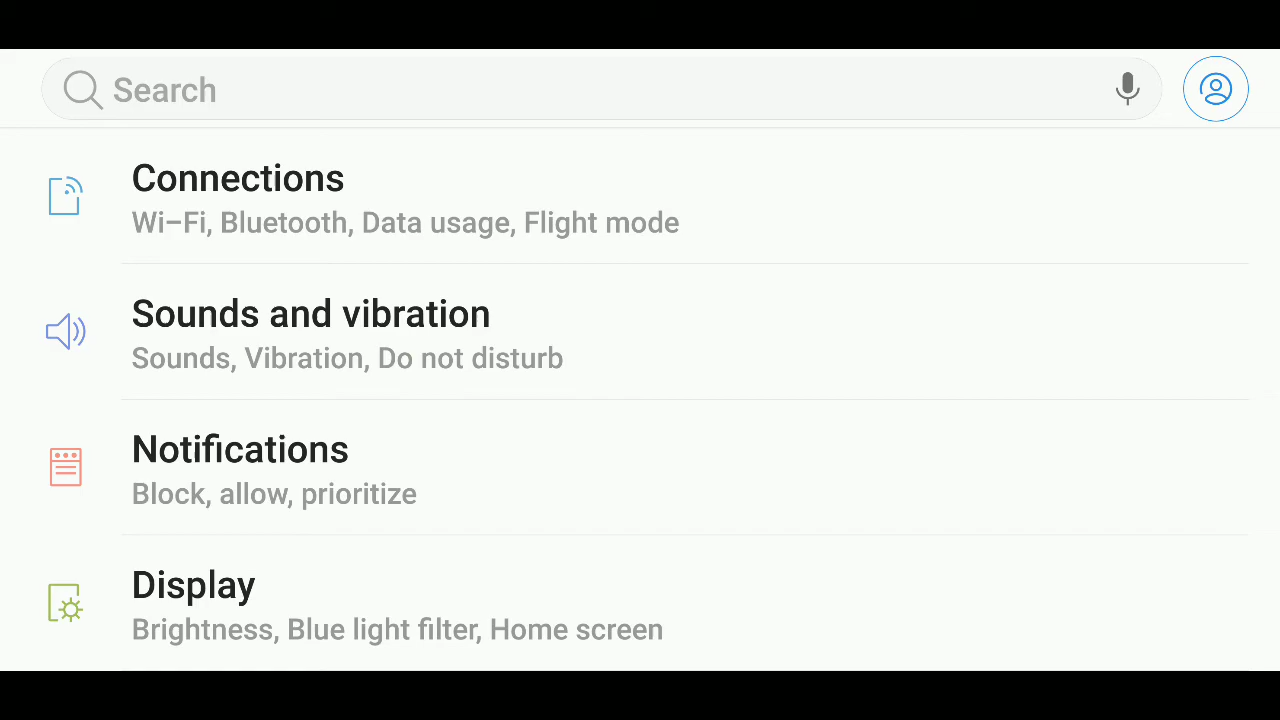 Search
Connections
Wi-Fi, Bluetooth, Data usage, Flight mode
Sounds and vibration
Sounds, Vibration, Do not disturb
Notifications
Block, allow, prioritize
Display
Brightness, Blue light filter, Home screen